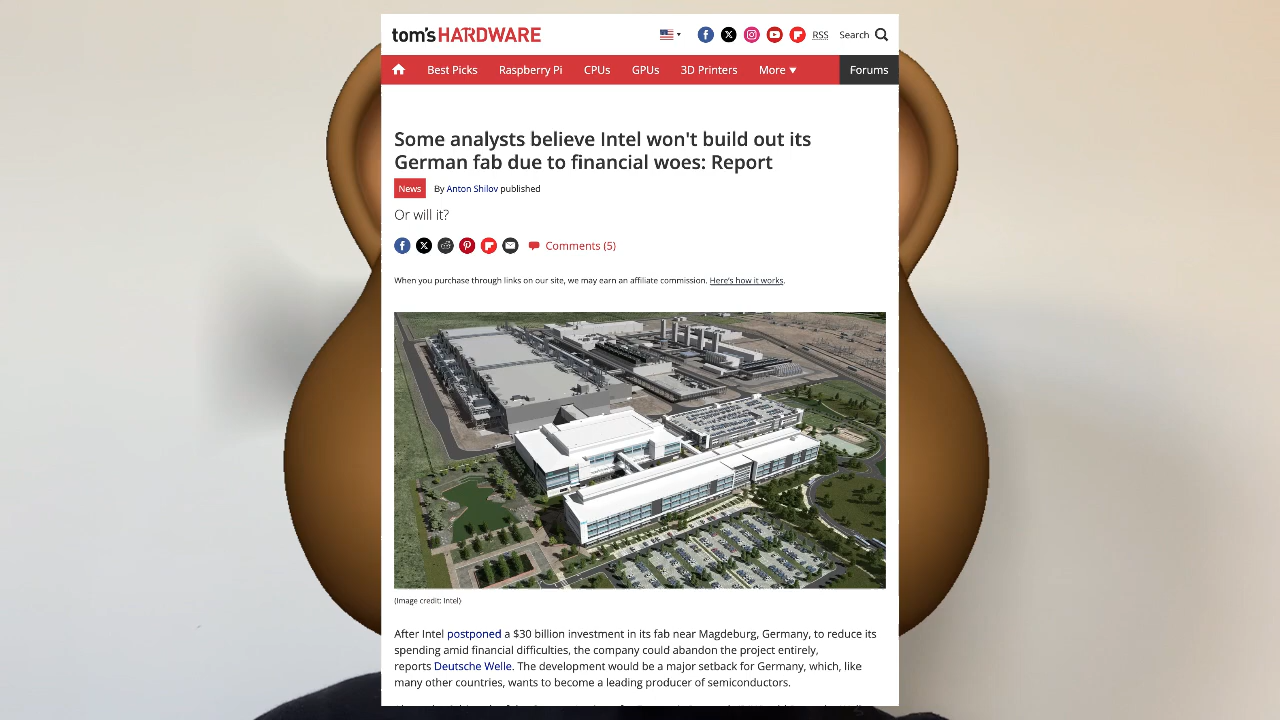 tom's HARDWARE
RSS Search
Best Picks Raspberry Pi CPUs GPUs 3D Printers More Forums
Some analysts believe Intel won't build out its
German fab due to financial woes: Report
News By Anton Shilov published
Or will it?
Comments (5)
When you purchase through links on our site, we may earn an affiliate commission. Here's how it works.
(Image credit: Intel)
After Intel postponed a $30 billion investment in its fab near Magdeburg, Germany, to reduce its
spending amid financial difficulties, the company could abandon the project entirely,
reports Deutsche Welle. The development would be a major setback for Germany, which, like
many other countries, wants to become a leading producer of semiconductors.